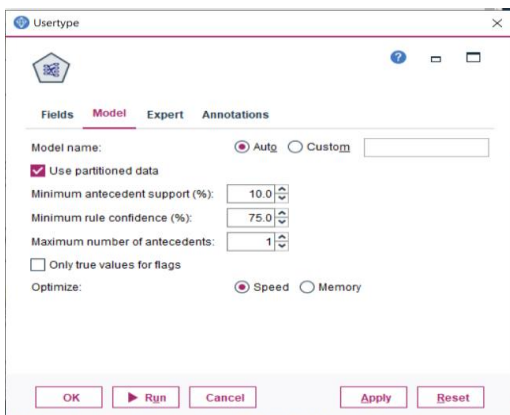 Usertype
Fields Model Expert Annotations
Model name: Auto Custom
Use partitioned data
Minimum antecedent support (%): 10.0
Minimum rule confidence (%): 75.0
Maximum number of antecedents: 1
Only true values for flags
Optimize: Speed Memory
OK Run Cancel Apply Reset